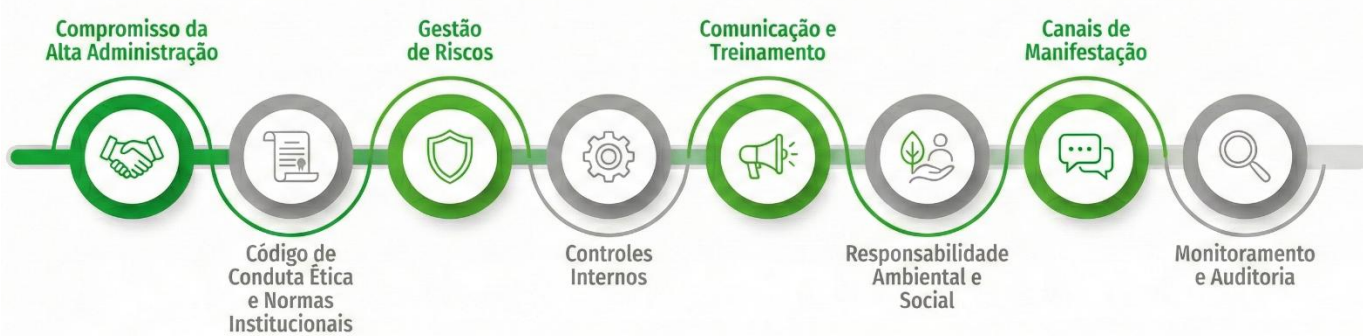 Compromisso da
Alta Administração
Código de
Conduta Ética
e Normas
Institucionais
Gestão
de Riscos
Controles
Internos
Comunicação e
Treinamento
Responsabilidade
Ambiental e
Social
Canais de
Manifestação
Monitoramento
e Auditoria